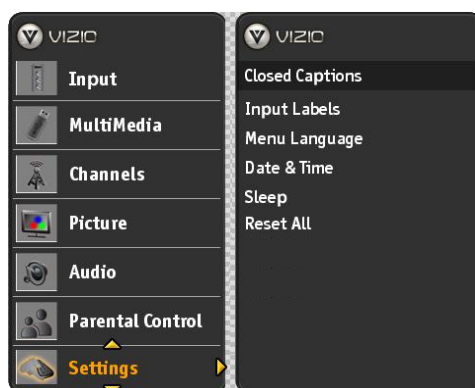 VIZIO
Input
MultiMedia
Channels
Picture
Audio
Parental Control
Settings
VIZIO
Closed Captions
Input Labels
Menu Language
Date & Time
Sleep
Reset All